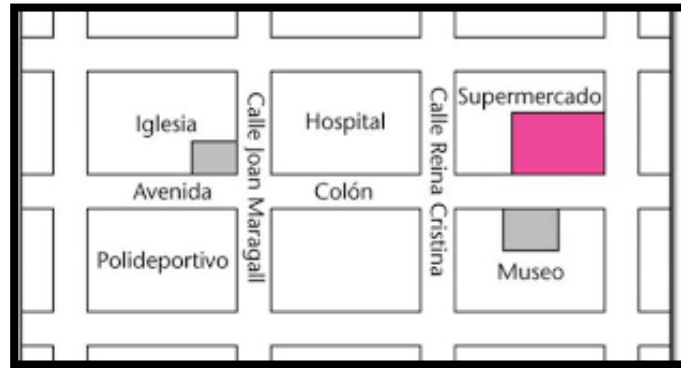 Supermercado
Iglesia
Hospital
Calle Joan Maragall
Calle Reina Cristina
Avenida Colón
Polideportivo
Museo